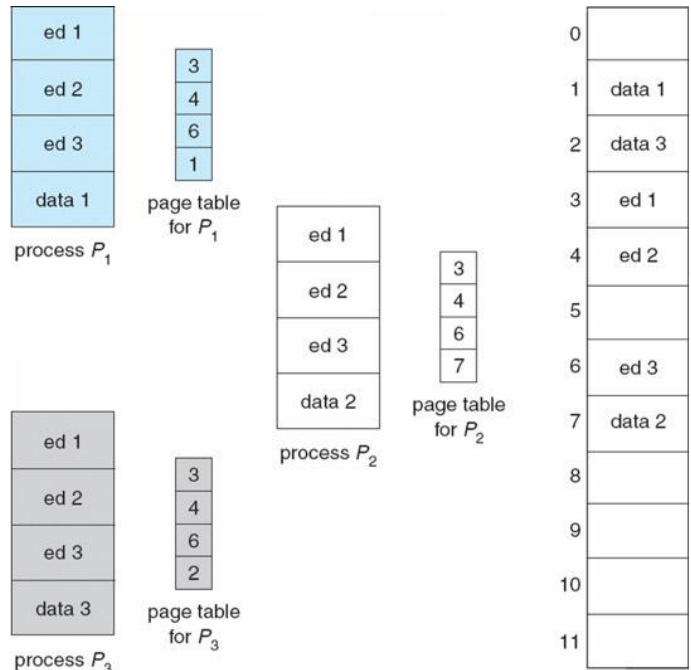 ed 1
ed 2
ed 3
data 1
process P1
3
4
6
1
page table
for P1
ed 1
ed 2
ed 3
data 2
process P2
3
4
6
7
page table
for P2
ed 1
ed 2
ed 3
data 3
process P3
3
4
6
2
page table
for P3
0
1 data 1
2 data 3
3 ed 1
4 ed 2
5
6 ed 3
7 data 2
8
9
10
11